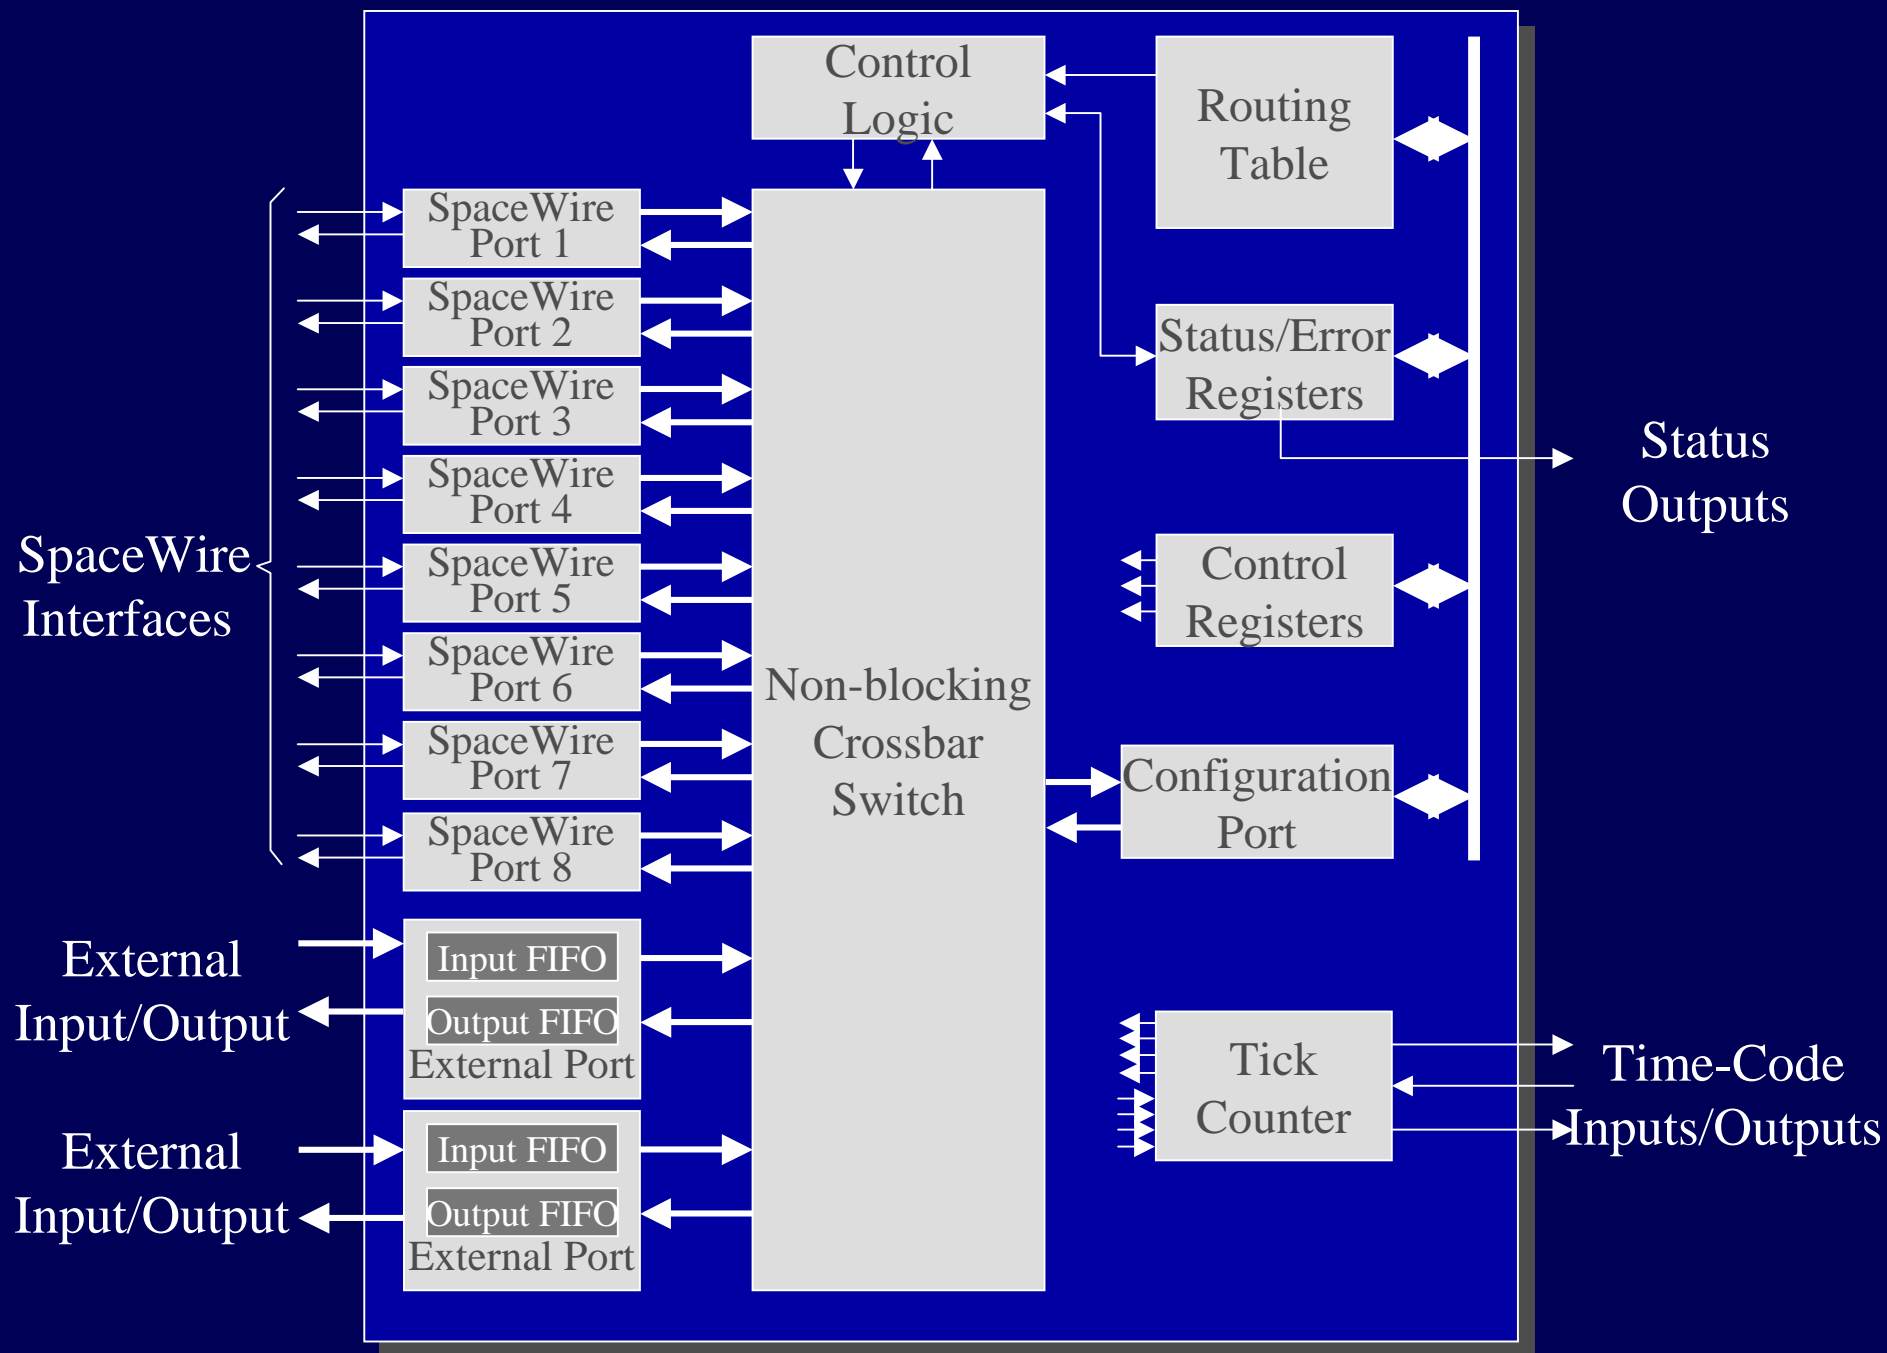 Control
Logic
Routing
Table
SpaceWire
Port 1
SpaceWire
Port 2
SpaceWire
Port 3
SpaceWire
Port 4
SpaceWire
Port 5
SpaceWire
Port 6
SpaceWire
Port 7
SpaceWire
Port 8
SpaceWire
Interfaces
Status/Error
Registers
Status
Outputs
Control
Registers
Non-blocking
Crossbar
Switch
Configuration
Port
External
Input/Output
Input FIFO
Output FIFO
External Port
External
Input/Output
Input FIFO
Output FIFO
External Port
Tick
Counter
Time-Code
Inputs/Outputs